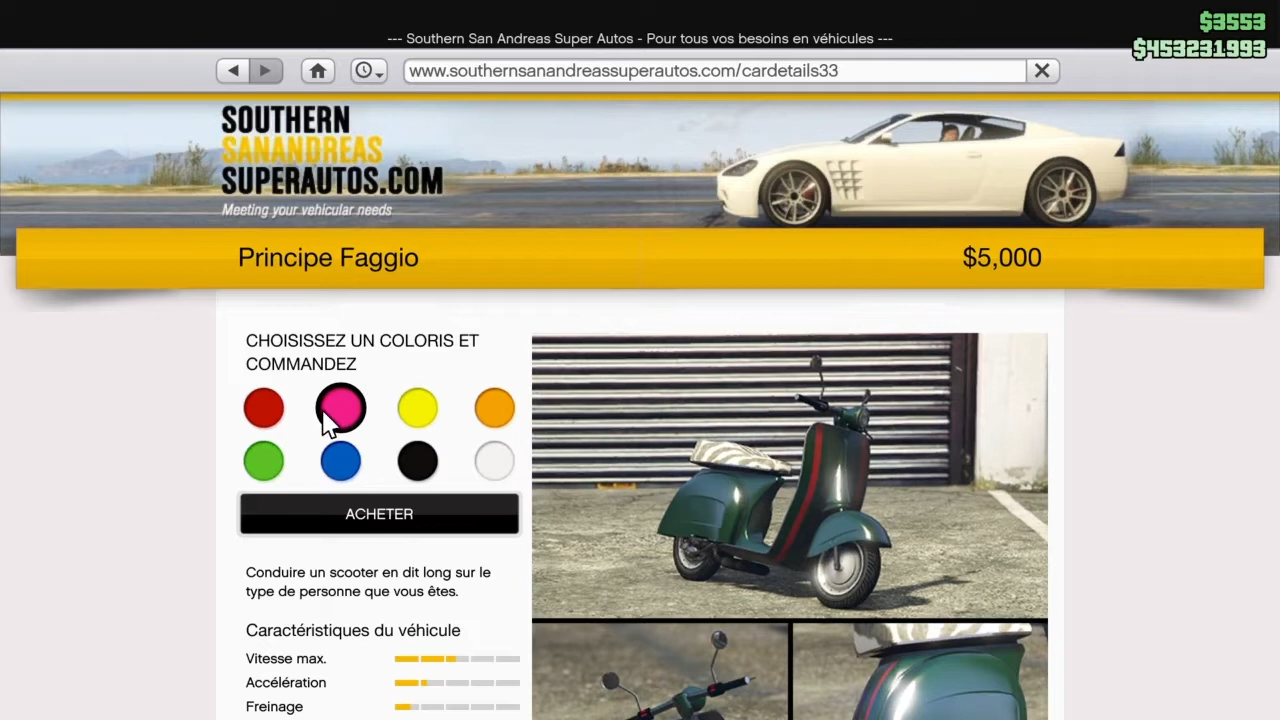 $3553
--- Southern San Andreas Super Autos - Pour tous vos besoins en véhicules ---
$453231993
www.southernsanandreassuperautos.com/cardetails33
SOUTHERN
SANANDREAS
SUPERAUTOS.COM
Meeting your vehicular needs
Principe Faggio
$5,000
CHOISISSEZ UN COLORIS ET
COMMANDEZ
ACHETER
Conduire un scooter en dit long sur le
type de personne que vous êtes.
Caractéristiques du véhicule
Vitesse max.
Accélération
Freinage